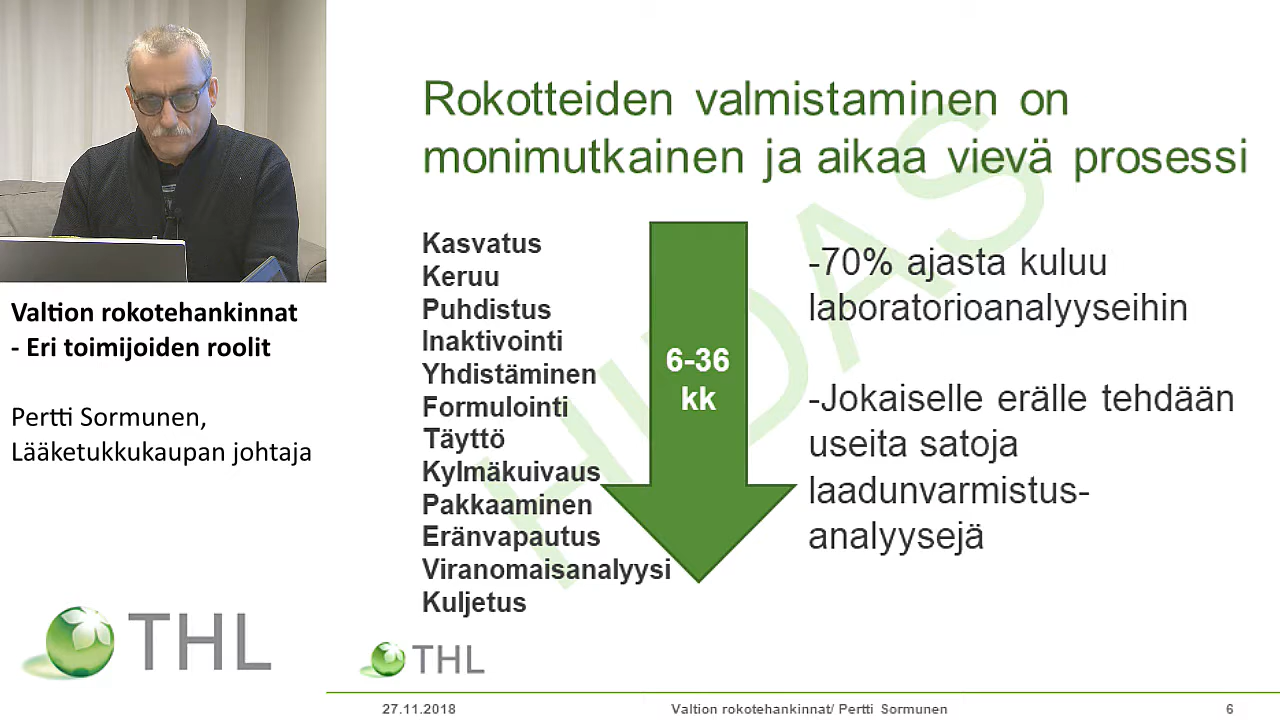 Rokotteiden valmistaminen on
monimutkainen ja aikaa vievä prosessi
HIDAS
Kasvatus
Keruu
Puhdistus
Inaktivointi
Yhdistäminen
Formulointi
Täyttö
Kylmäkuivaus
Pakkaaminen
Eränvapautus
Viranomaisanalyysi
Kuljetus
6-36
kk
-70% ajasta kuluu
laboratorioanalyyseihin
-Jokaiselle erälle tehdään
useita satoja
laadunvarmistus-
analyysejä
Valtion rokotehankinnat
- Eri toimijoiden roolit
Pertti Sormunen,
Lääketukkukaupan johtaja
THL
THL
27.11.2018
Valtion rokotehankinnat/ Pertti Sormunen
6